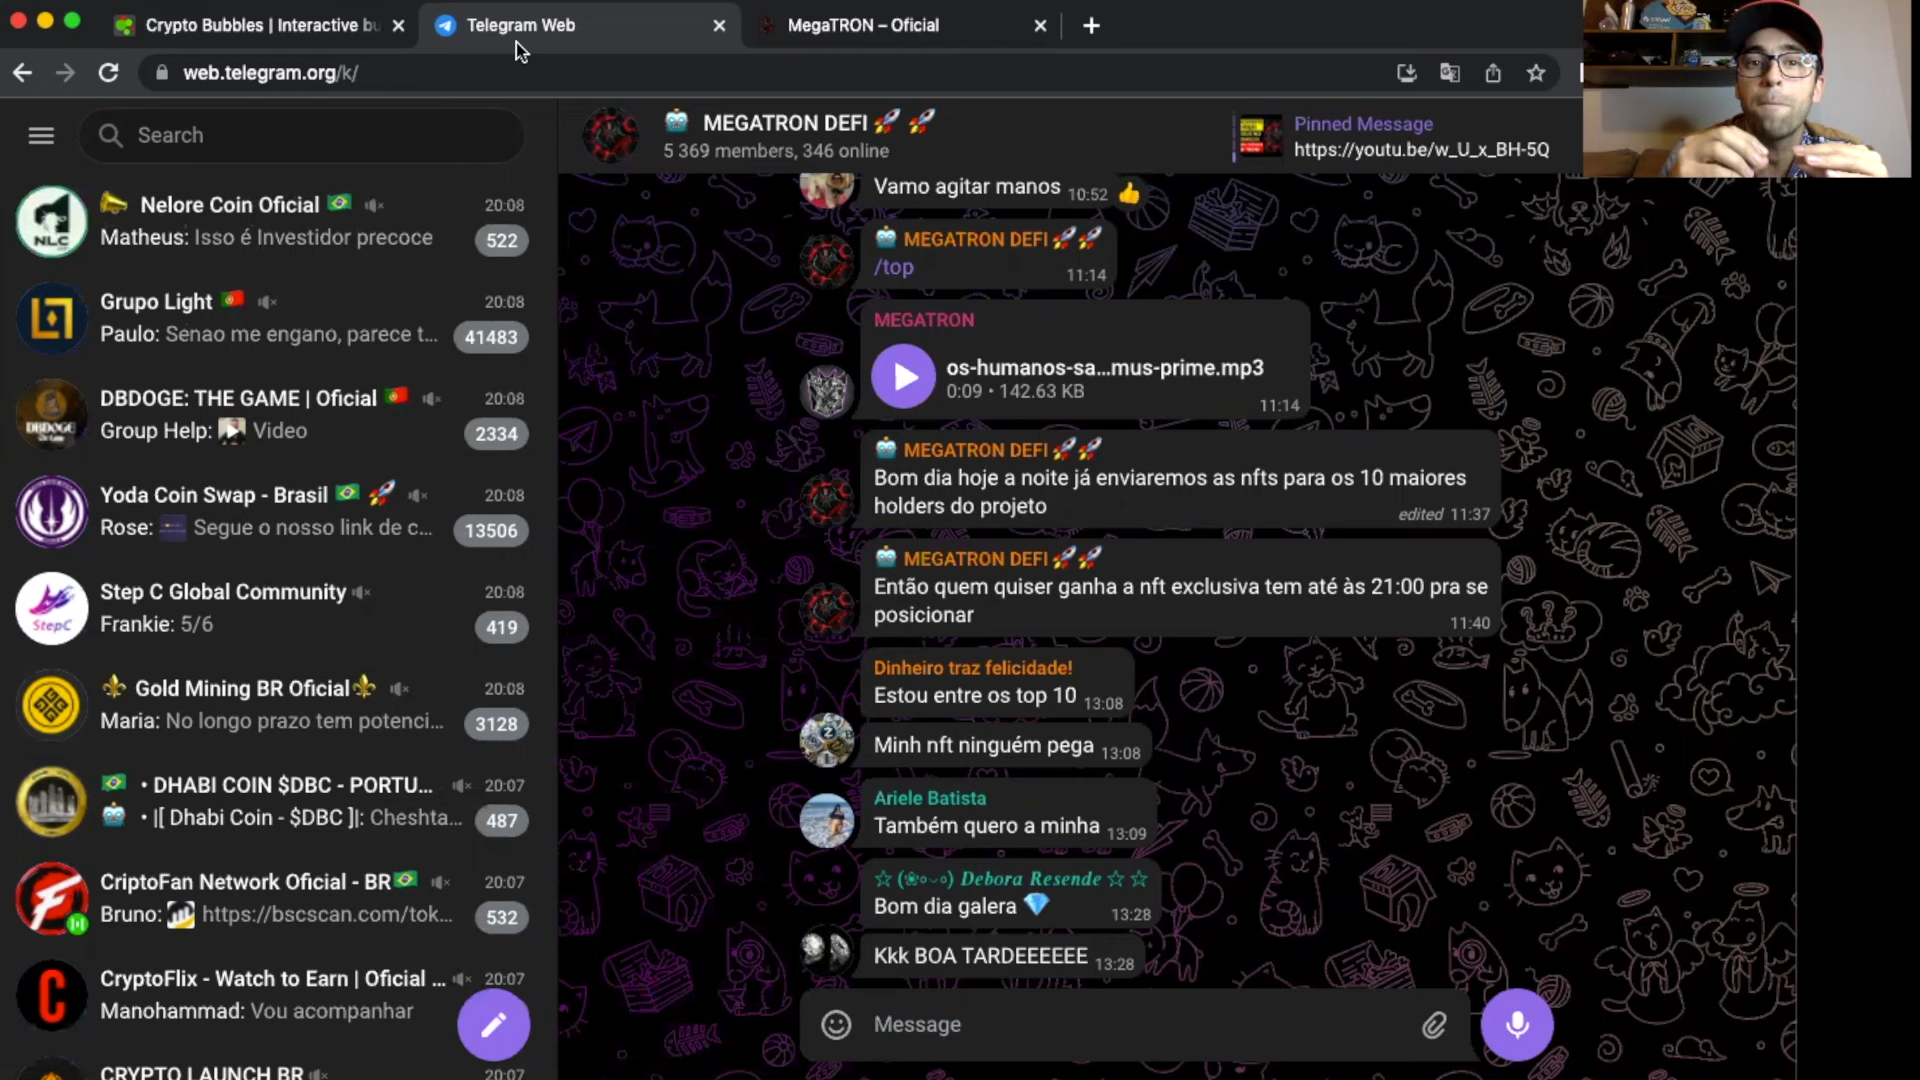 Crypto Bubbles | Interactive bu
Telegram Web
MegaTRON – Oficial
web.telegram.org/k/
Search
MEGATRON DEFI
5 369 members, 346 online
Pinned Message
https://youtu.be/w_U_x_BH-5Q
Nelore Coin Oficial
20:08
Matheus: Isso é Investidor precoce
522
NLC
Grupo Light
20:08
Paulo: Senao me engano, parece t...
41483
DBDOGE: THE GAME | Oficial
20:08
Group Help: Video
2334
DBDOGE
Yoda Coin Swap - Brasil
20:08
Rose: Segue o nosso link de c...
13506
Step C Global Community
20:08
Frankie: 5/6
419
StepC
Gold Mining BR Oficial
20:08
Maria: No longo prazo tem potenci...
3128
• DHABI COIN $DBC - PORTU...
20:07
• |[ Dhabi Coin - $DBC ]|: Cheshta...
487
CriptoFan Network Oficial - BR
20:07
Bruno: https://bscscan.com/tok...
532
CryptoFlix - Watch to Earn | Oficial ...
20:07
Manohammad: Vou acompanhar
CRYPTO LAUNCH BR
20:07
Vamo agitar manos 10:52
MEGATRON DEFI
/top
11:14
MEGATRON
os-humanos-sa...mus-prime.mp3
0:09 • 142.63 KB
11:14
MEGATRON DEFI
Bom dia hoje a noite já enviaremos as nfts para os 10 maiores
holders do projeto
edited 11:37
MEGATRON DEFI
Então quem quiser ganha a nft exclusiva tem até às 21:00 pra se
posicionar
11:40
Dinheiro traz felicidade!
Estou entre os top 10 13:08
Minh nft ninguém pega 13:08
Ariele Batista
Também quero a minha 13:09
☆ (❀๐◡๐) Debora Resende ☆ ☆
Bom dia galera
13:28
Kkk BOA TARDEEEEEE 13:28
Message